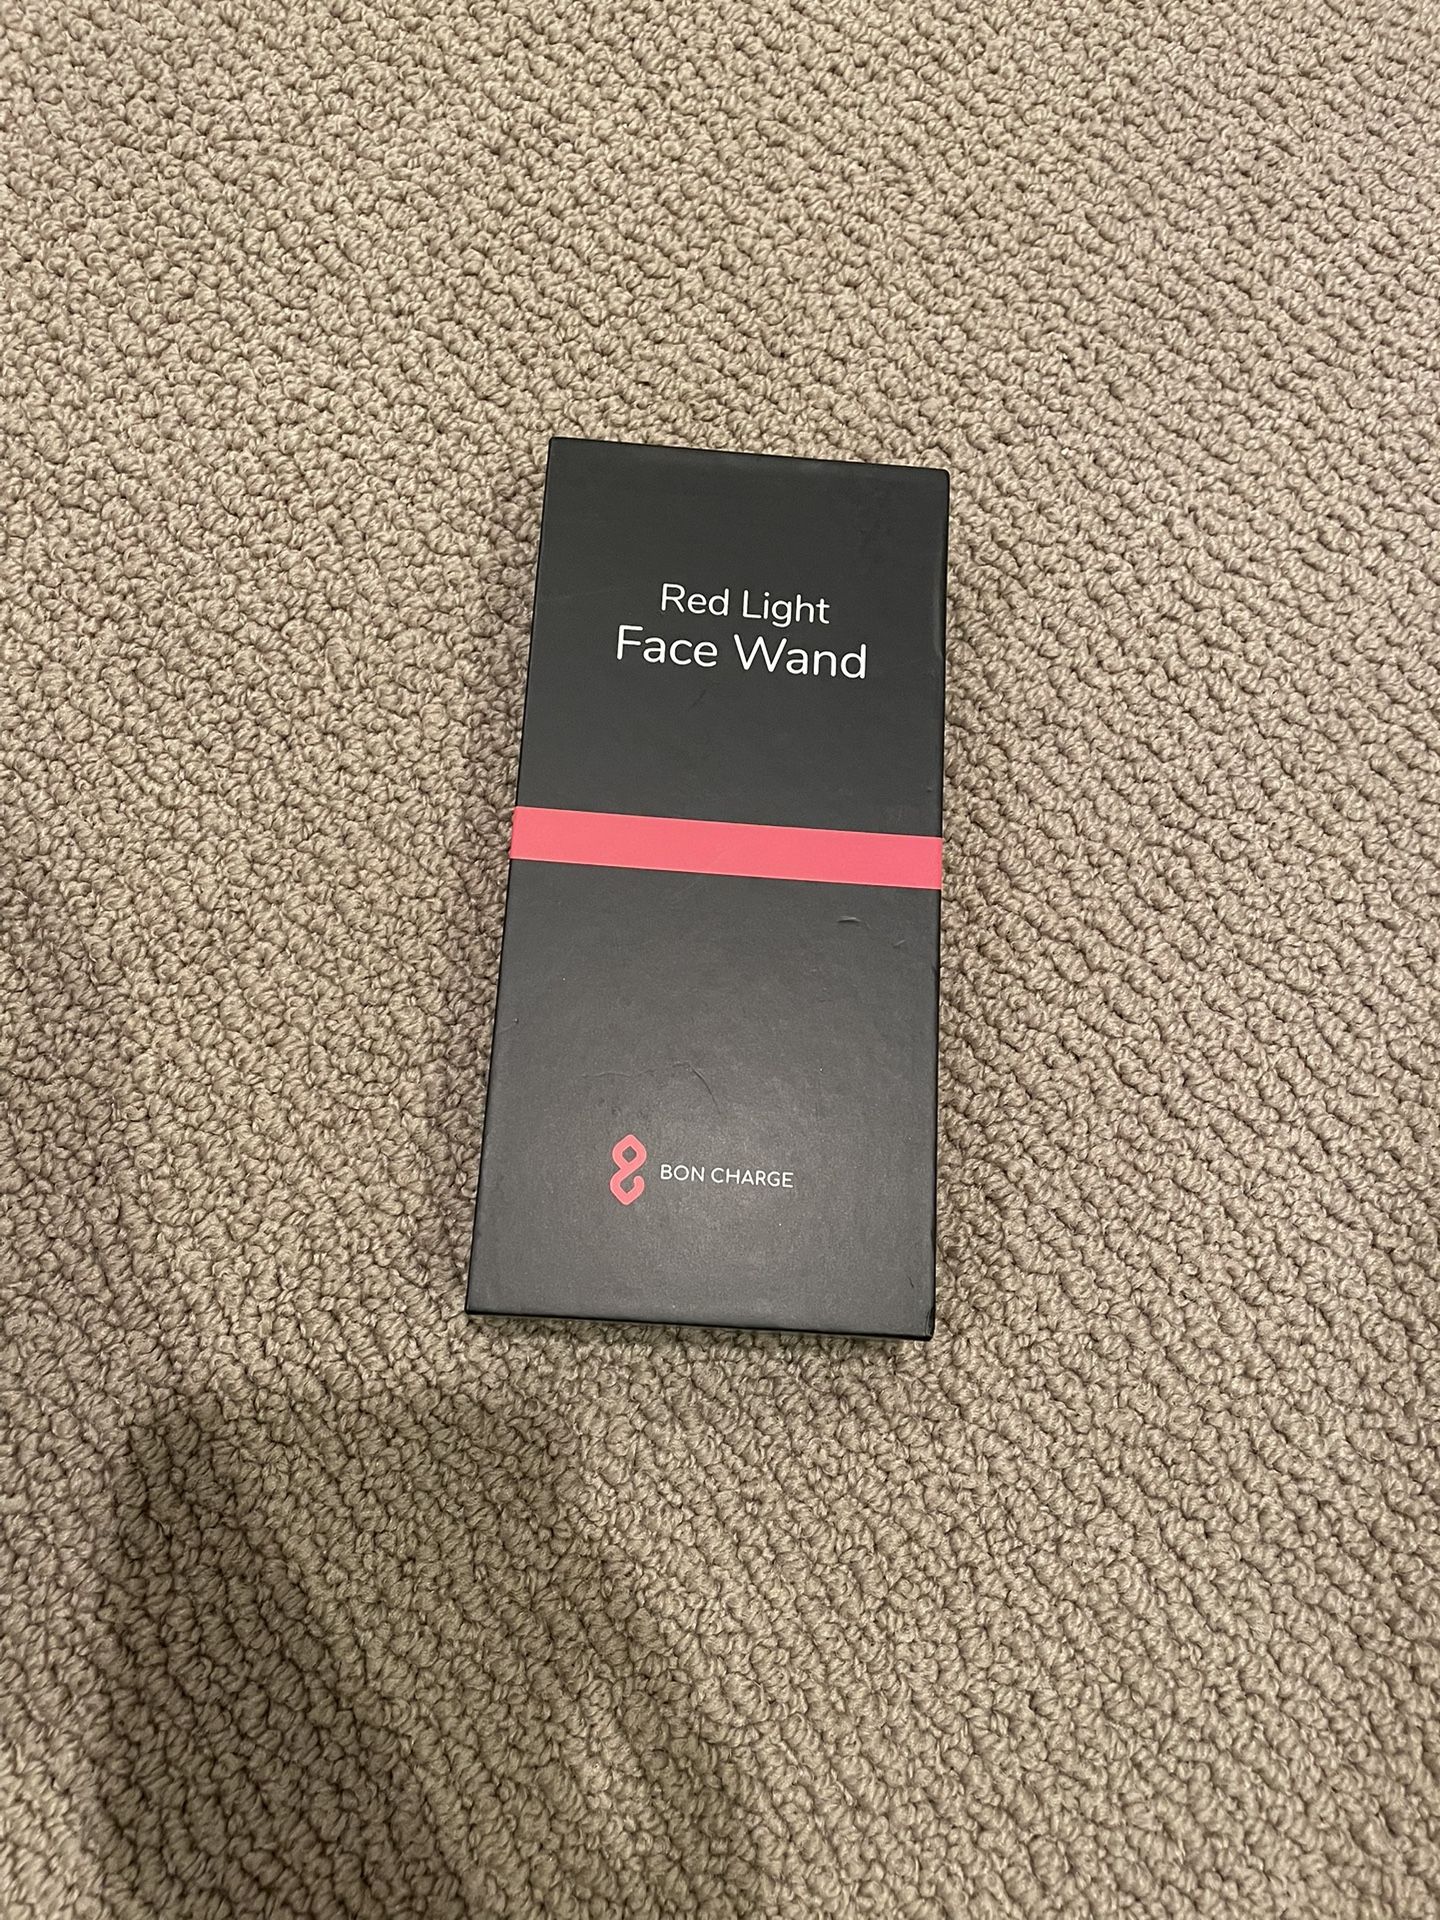 Red Light
Face Wand
BON CHARGE